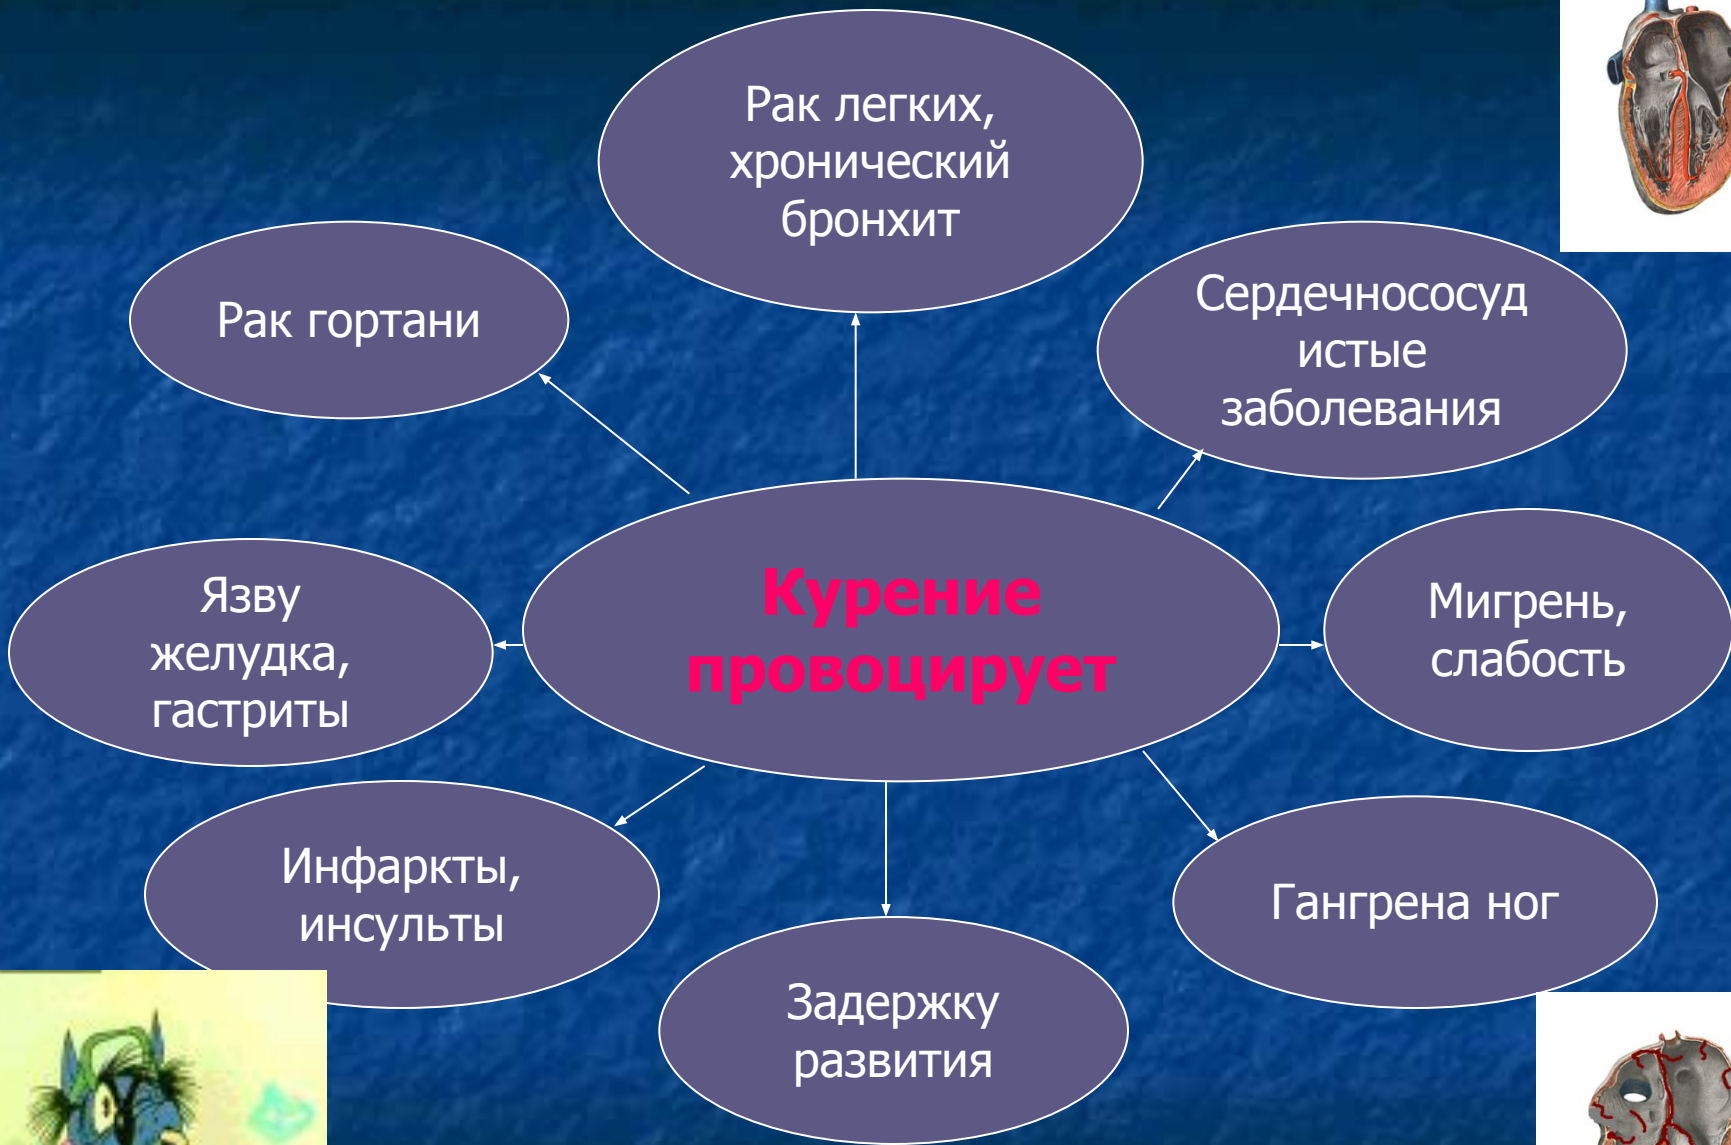 Рак легких,
хронический
бронхит
Рак гортани
Сердечнососуд
истые
заболевания
Язву
желудка,
гастриты
Курение
провоцирует
Мигрень,
слабость
Инфаркты,
инсульты
Гангрена ног
Задержку
развития